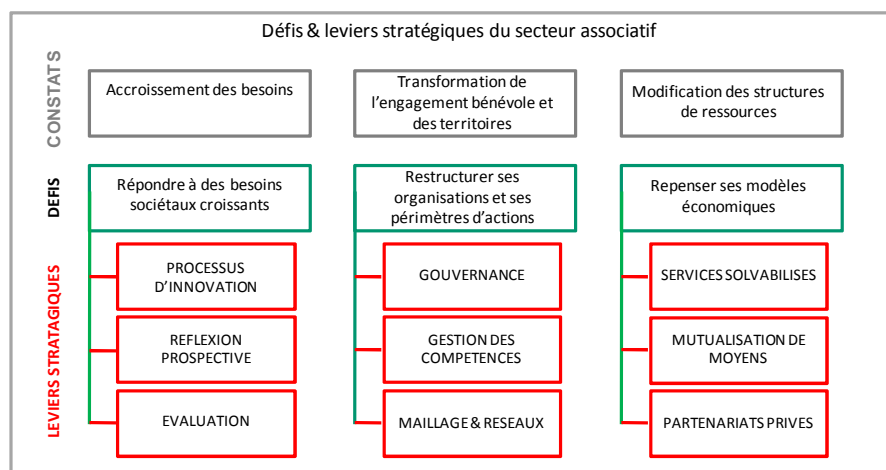 Défis & leviers stratégiques du secteur associatif
CONSTATS
Accroissement des besoins
Transformation de
l'engagement bénévole et
des territoires
Modification des structures
de ressources
DEFIS
Répondre à des besoins
sociétaux croissants
Restructurer ses
organisations et ses
périmètres d'actions
Repenser ses modèles
économiques
LEVIERS STRATAGIQUES
PROCESSUS
D'INNOVATION
GOUVERNANCE
SERVICES SOLVABILISES
REFLEXION
PROSPECTIVE
GESTION DES
COMPETENCES
MUTUALISATION DE
MOYENS
EVALUATION
MAILLAGE & RESEAUX
PARTENARIATS PRIVES